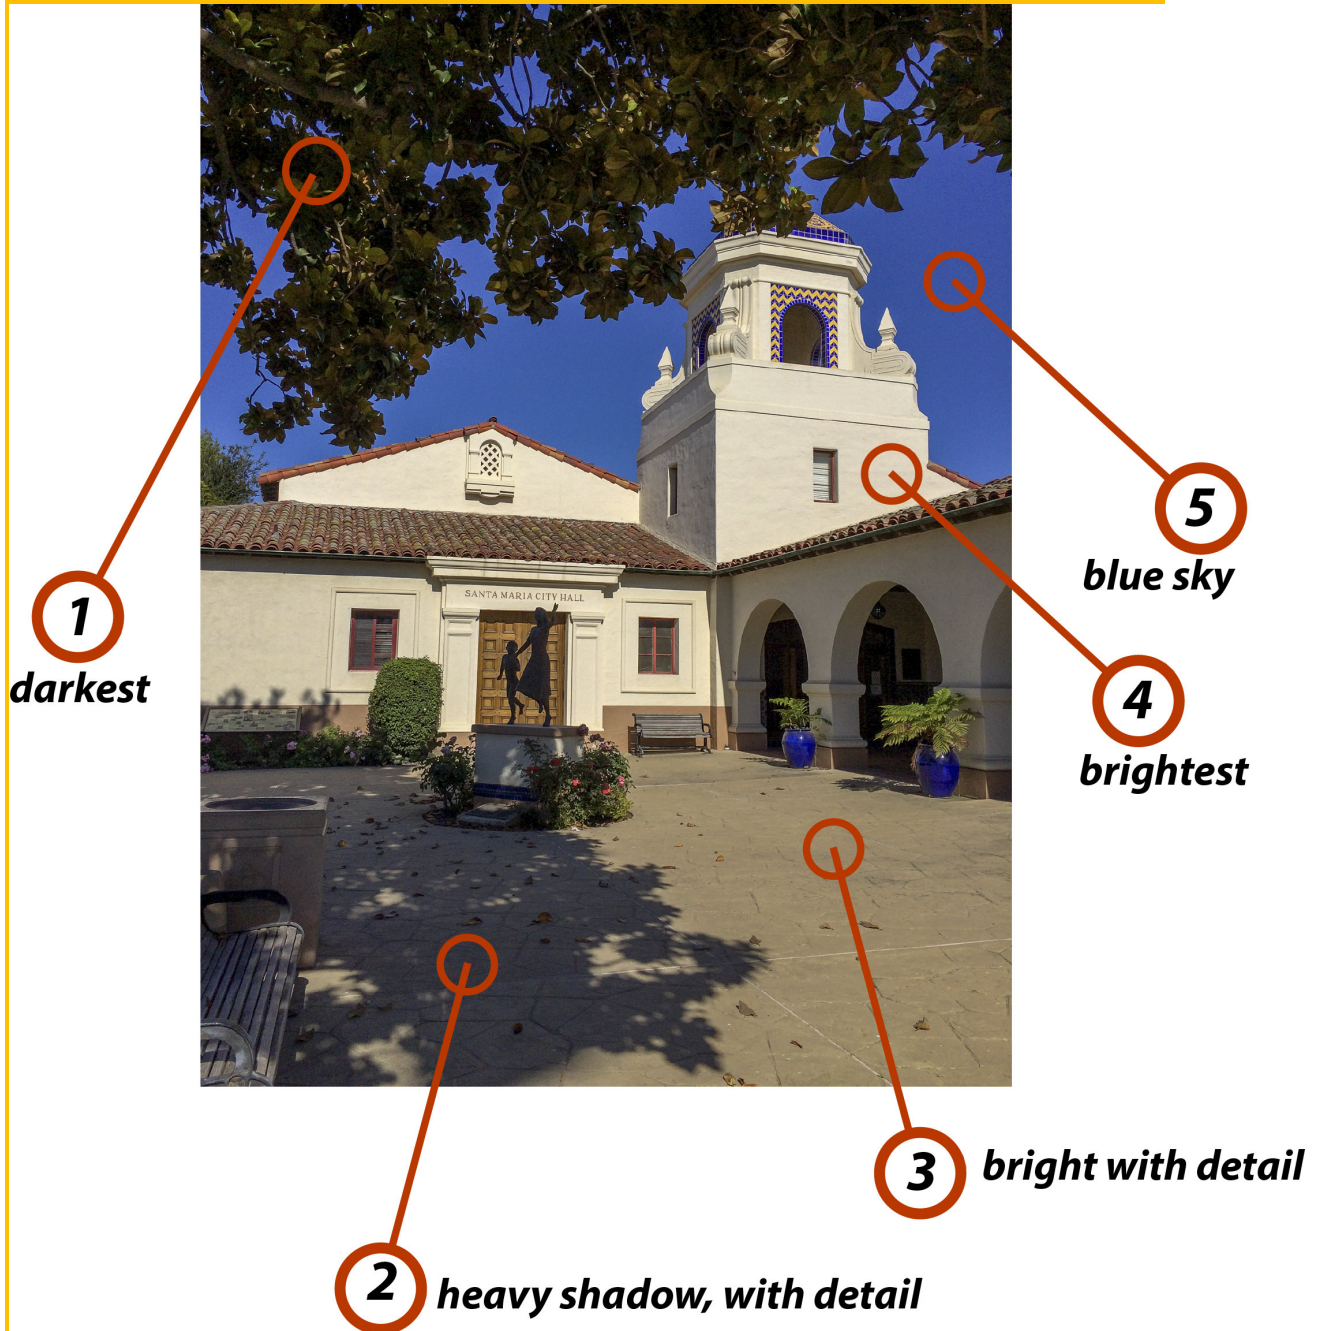 SANTA MARIA CITY HALL
5
blue sky
1
darkest
4
brightest
3
bright with detail
2
heavy shadow, with detail